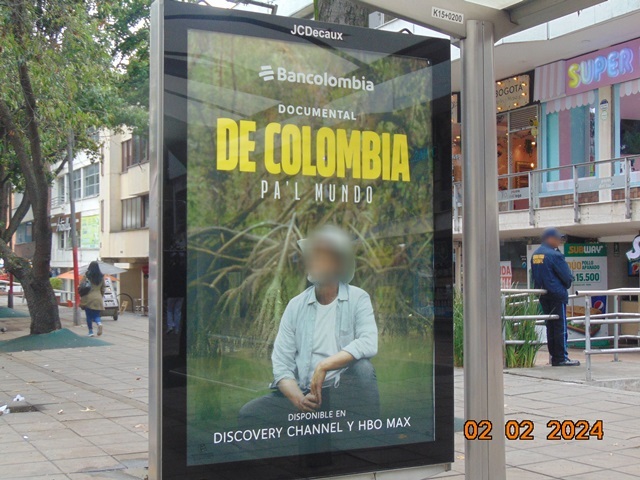 K15+0200
JCDecaux
Bancolombia
DOCUMENTAL
DE COLOMBIA
PA'L MUNDO
DISPONIBLE EN
DISCOVERY CHANNEL Y HBO MAX
BOGOTA
SUPER
SUBWAY
15.500
02 02 2024